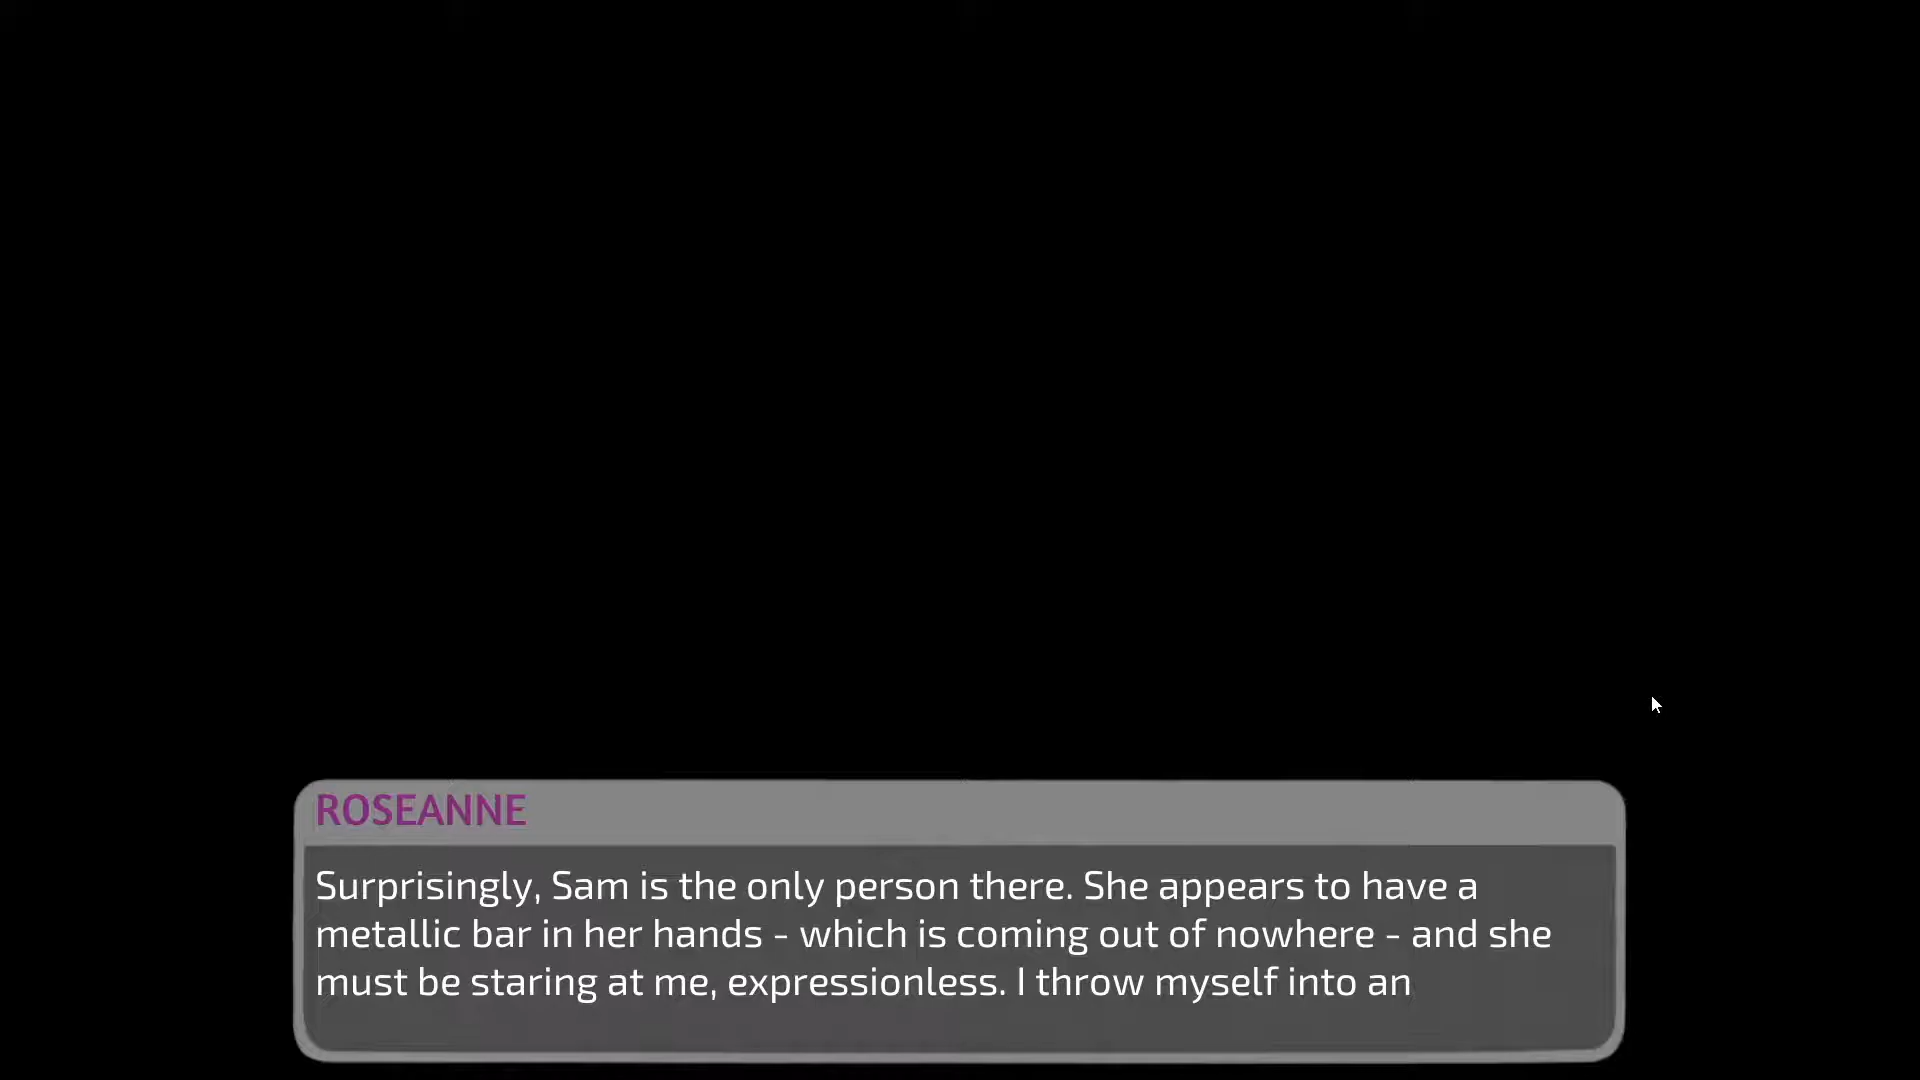 ROSEANNE
Surprisingly, Sam is the only person there. She appears to have a
metallic bar in her hands - which is coming out of nowhere - and she
must be staring at me, expressionless. I throw myself into an